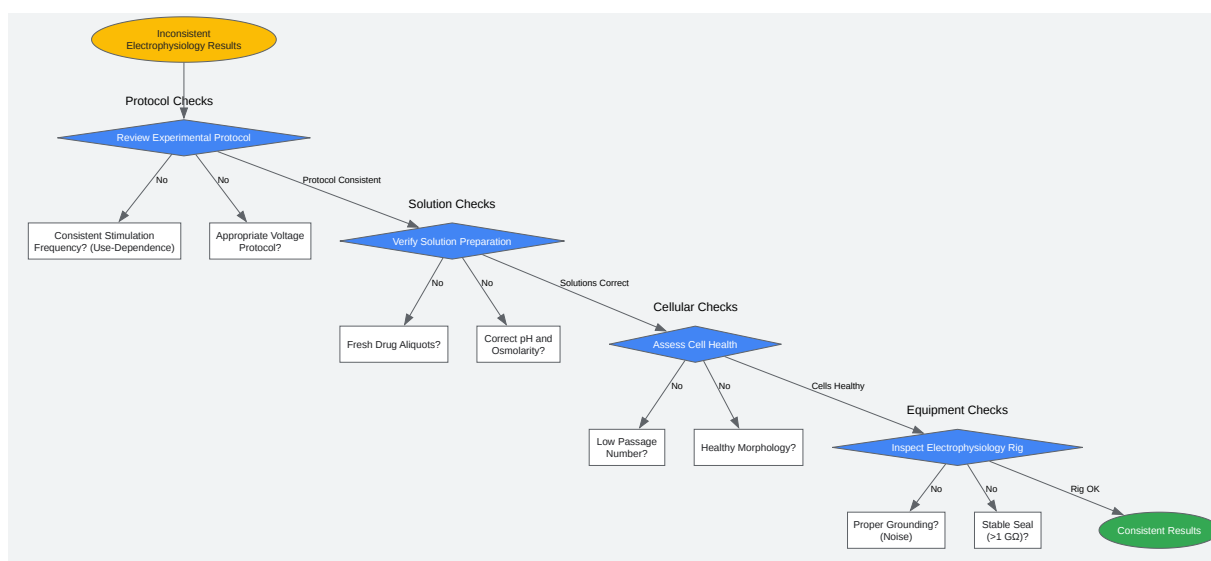 Inconsistent
Electrophysiology Results
Protocol Checks
Review Experimental Protocol
No
No
Protocol Consistent
Consistent Stimulation
Frequency? (Use-Dependence)
Appropriate Voltage
Protocol?
Solution Checks
Verify Solution Preparation
No
No
Solutions Correct
Fresh Drug Aliquots?
Correct pH and
Osmolarity?
Cellular Checks
Assess Cell Health
No
No
Cells Healthy
Low Passage
Number?
Healthy Morphology?
Equipment Checks
Inspect Electrophysiology Rig
No
No
Rig OK
Proper Grounding?
(Noise)
Stable Seal
(>1 GΩ)?
Consistent Results